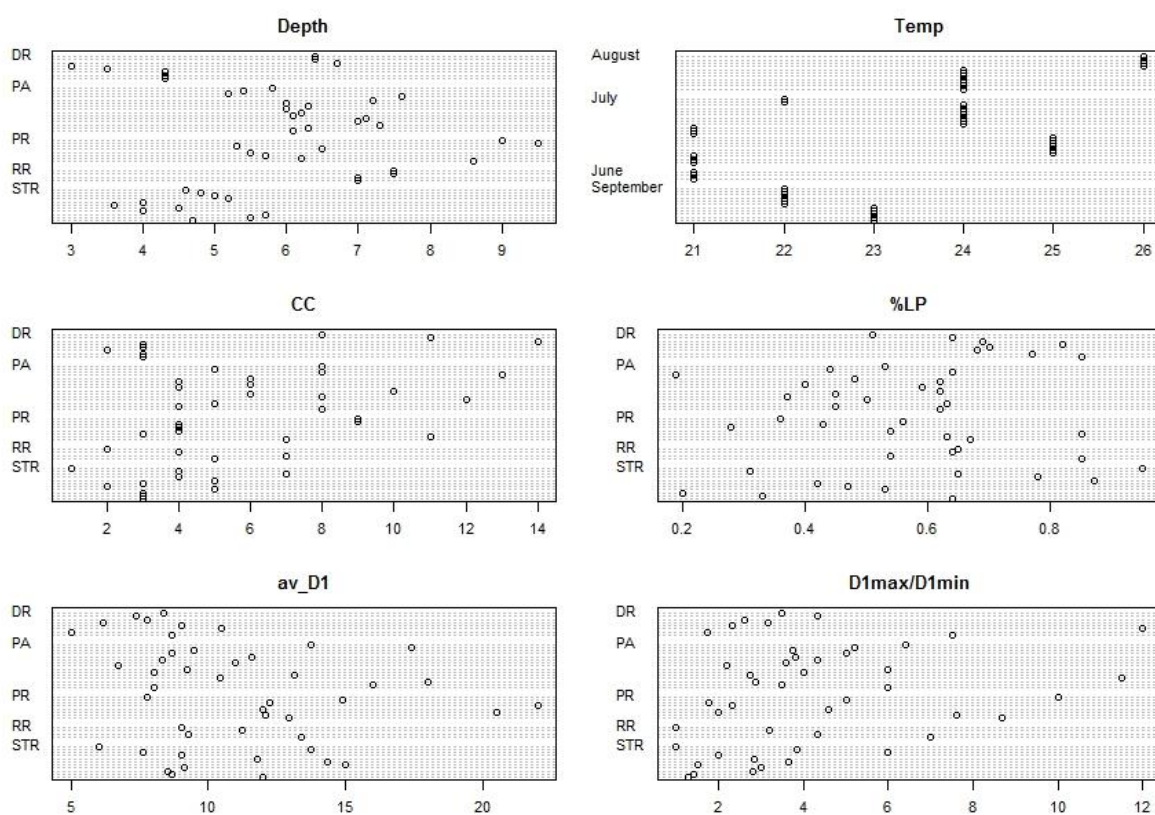 Depth
DR
PA
PR
RR
STR
3 4 5 6 7 8 9
Temp
August
July
June
September
21 22 23 24 25 26
CC
DR
PA
PR
RR
STR
2 4 6 8 10 12 14
%LP
DR
PA
PR
RR
STR
0.2 0.4 0.6 0.8
av_D1
DR
PA
PR
RR
STR
5 10 15 20
D1max/D1min
DR
PA
PR
RR
STR
2 4 6 8 10 12